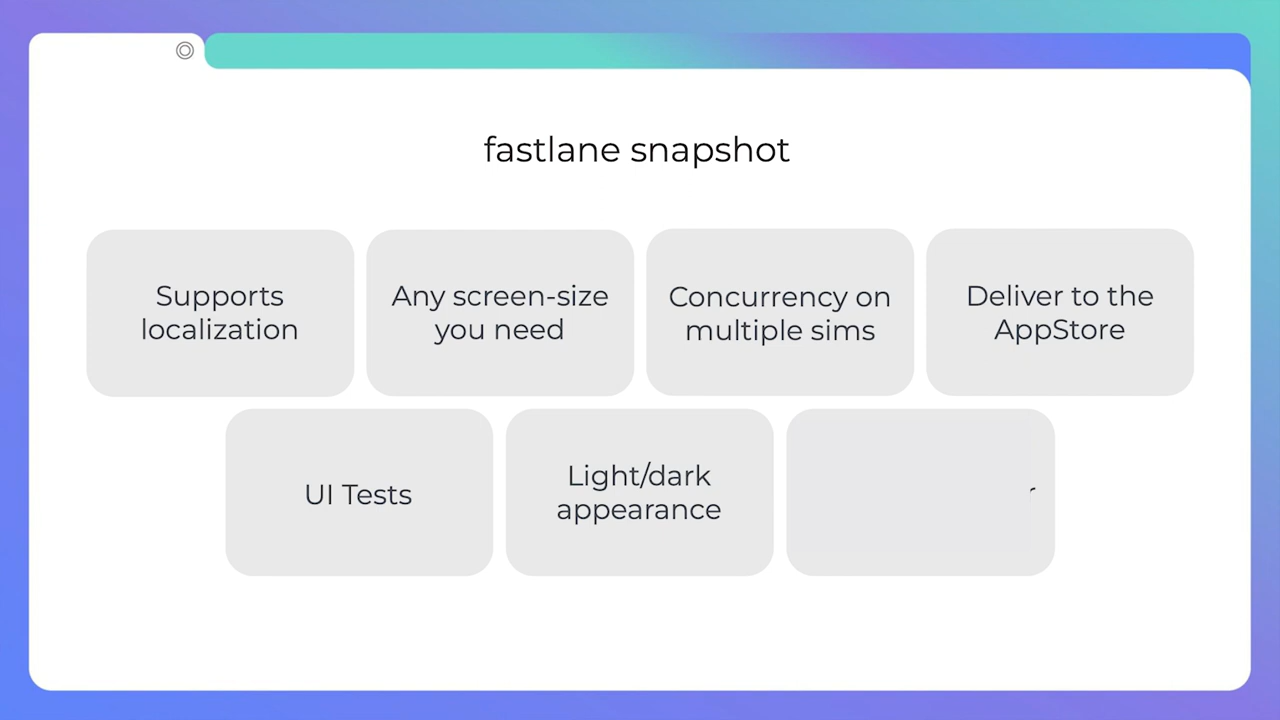 fastlane snapshot
Supports
localization
Any screen-size
you need
Concurrency on
multiple sims
Deliver to the
AppStore
UI Tests
Light/dark
appearance